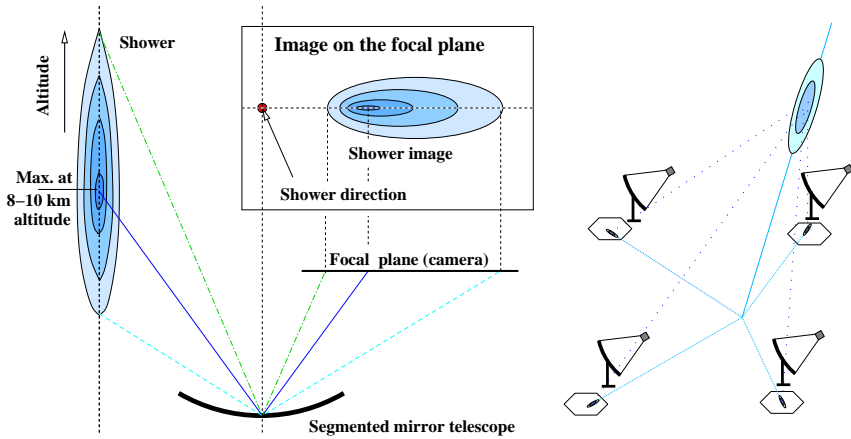 Shower
Altitude
Max. at
8–10 km
altitude
Image on the focal plane
Shower image
Shower direction
Focal plane (camera)
Segmented mirror telescope